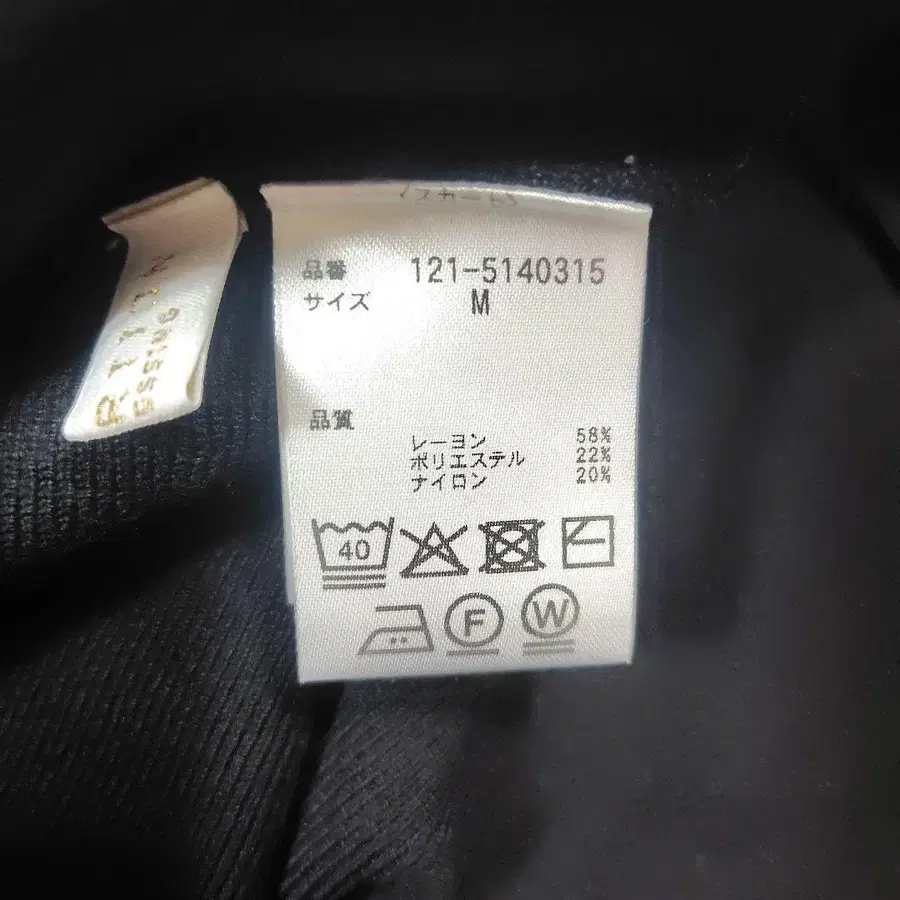 品番 121-5140315
サイズ M
品質
レーヨン 58%
ポリエステル 22%
ナイロン 20%
40
F
W